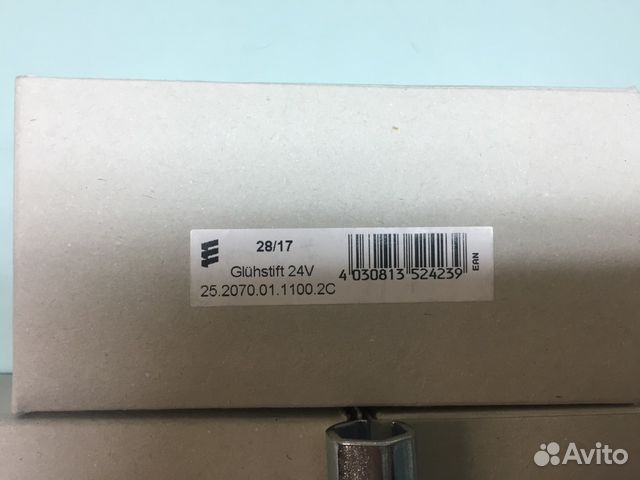 28/17
Glühstift 24V
25.2070.01.1100.2C
4 030813 524239
EAN
Avito